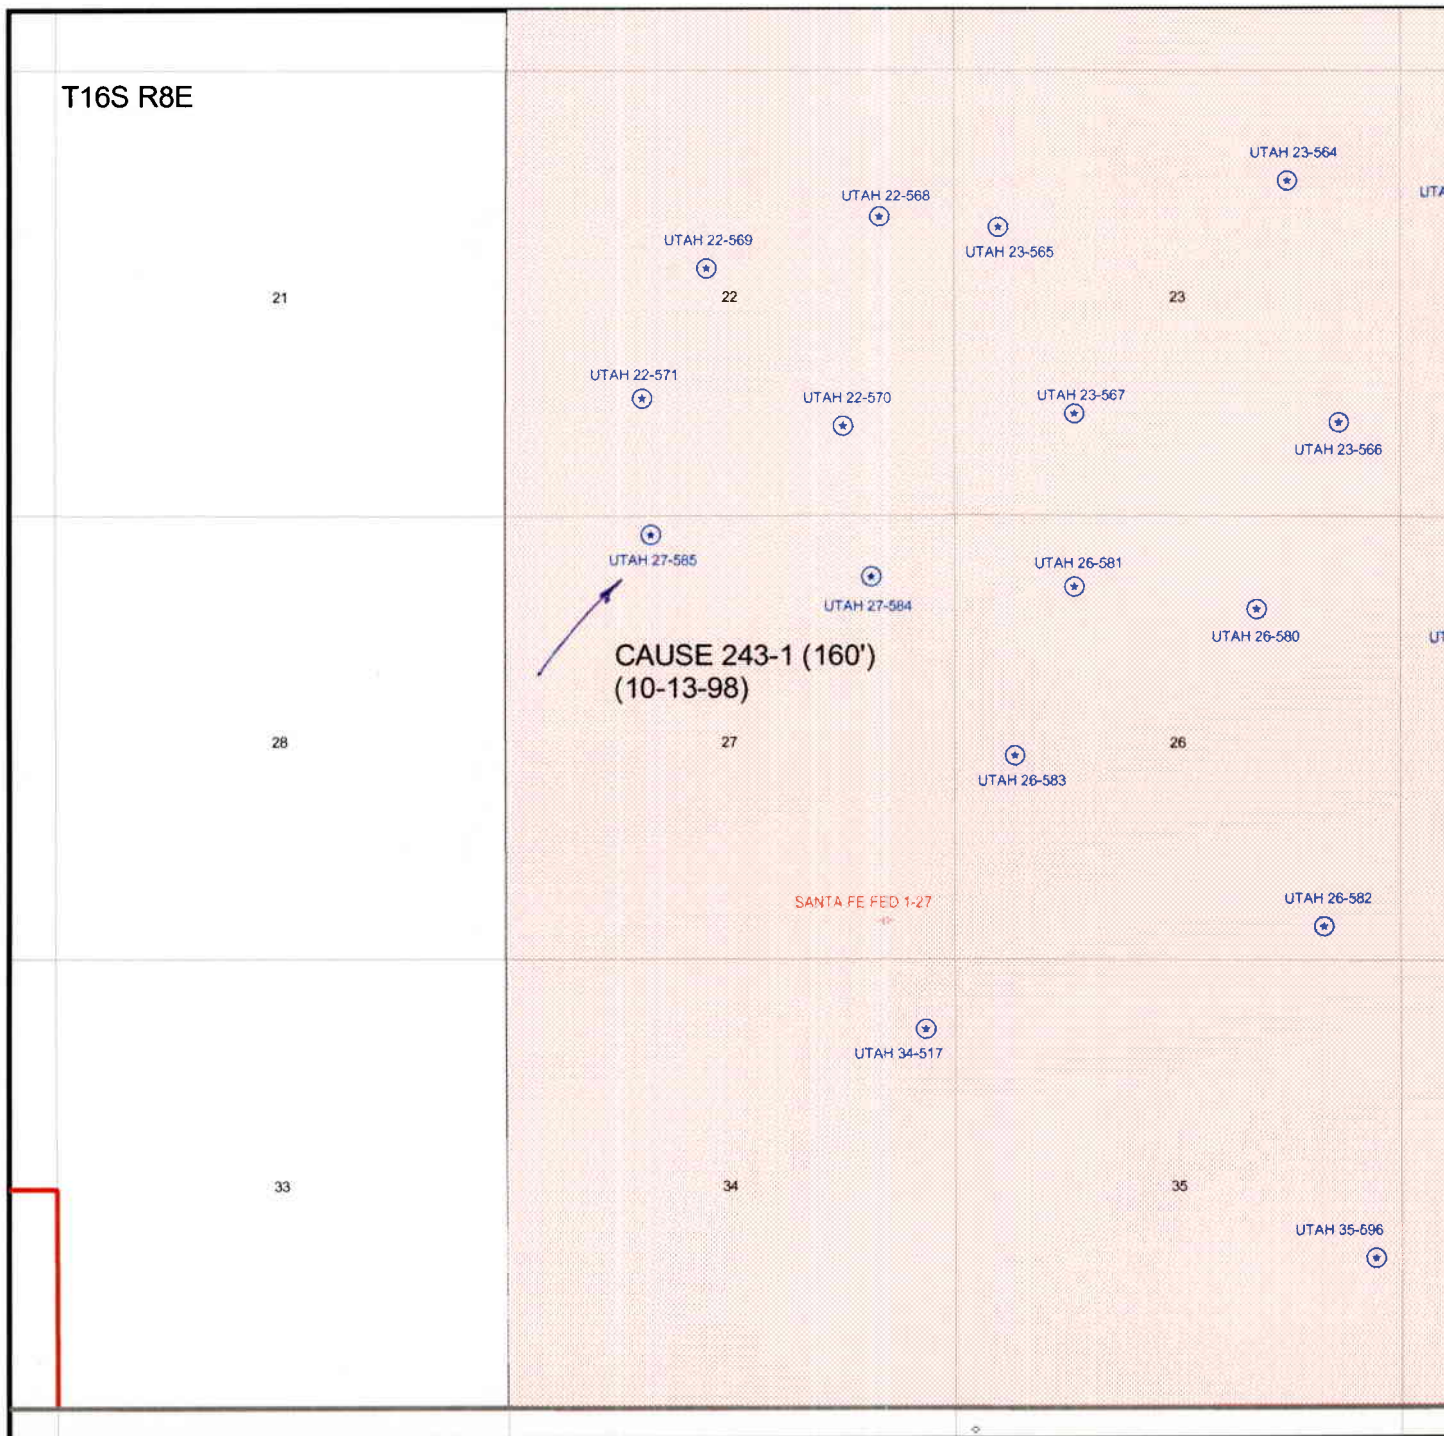 T16S R8E
UTAH 23-564
UTAH 22-568
UTA
UTAH 22-569
UTAH 23-565
21
22
23
UTAH 22-571
UTAH 22-570
UTAH 23-567
UTAH 23-566
UTAH 27-585
UTAH 26-581
UTAH 27-584
UTAH 26-580
UT
CAUSE 243-1 (160')
(10-13-98)
28
27
26
UTAH 26-583
SANTA FE FED 1-27
UTAH 26-582
UTAH 34-517
33
34
35
UTAH 35-596